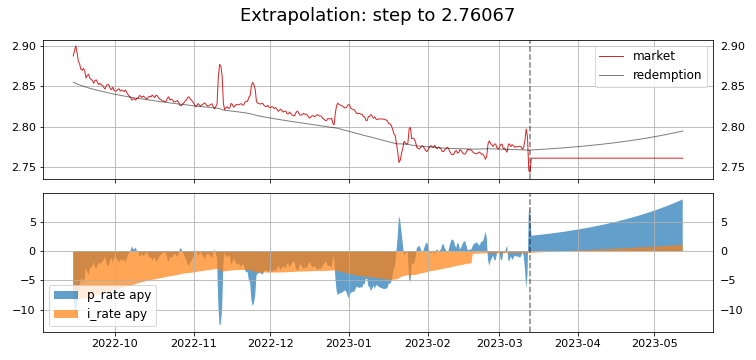 Extrapolation: step to 2.76067
2.90 2.90
2.85 2.85
2.80 2.80
2.75 2.75
market
redemption
5 5
0 0
−5 −5
−10 −10
p_rate apy
i_rate apy
2022-10 2022-11 2022-12 2023-01 2023-02 2023-03 2023-04 2023-05